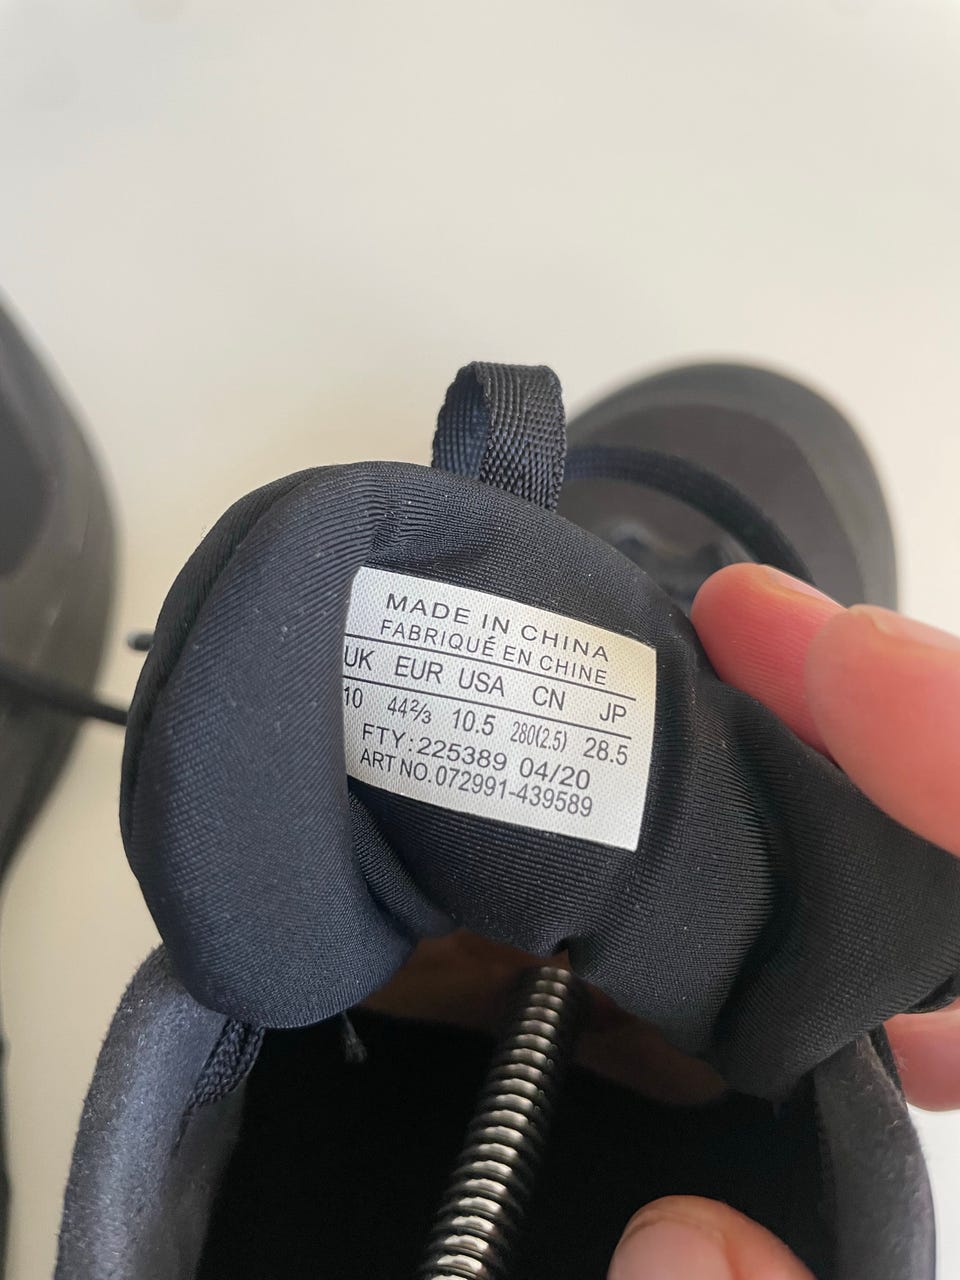 MADE IN CHINA
FABRIQUÉ EN CHINE
UK EUR USA CN JP
10 44⅔ 10.5 280(2.5) 28.5
FTY:225389 04/20
ART NO.072991-439589